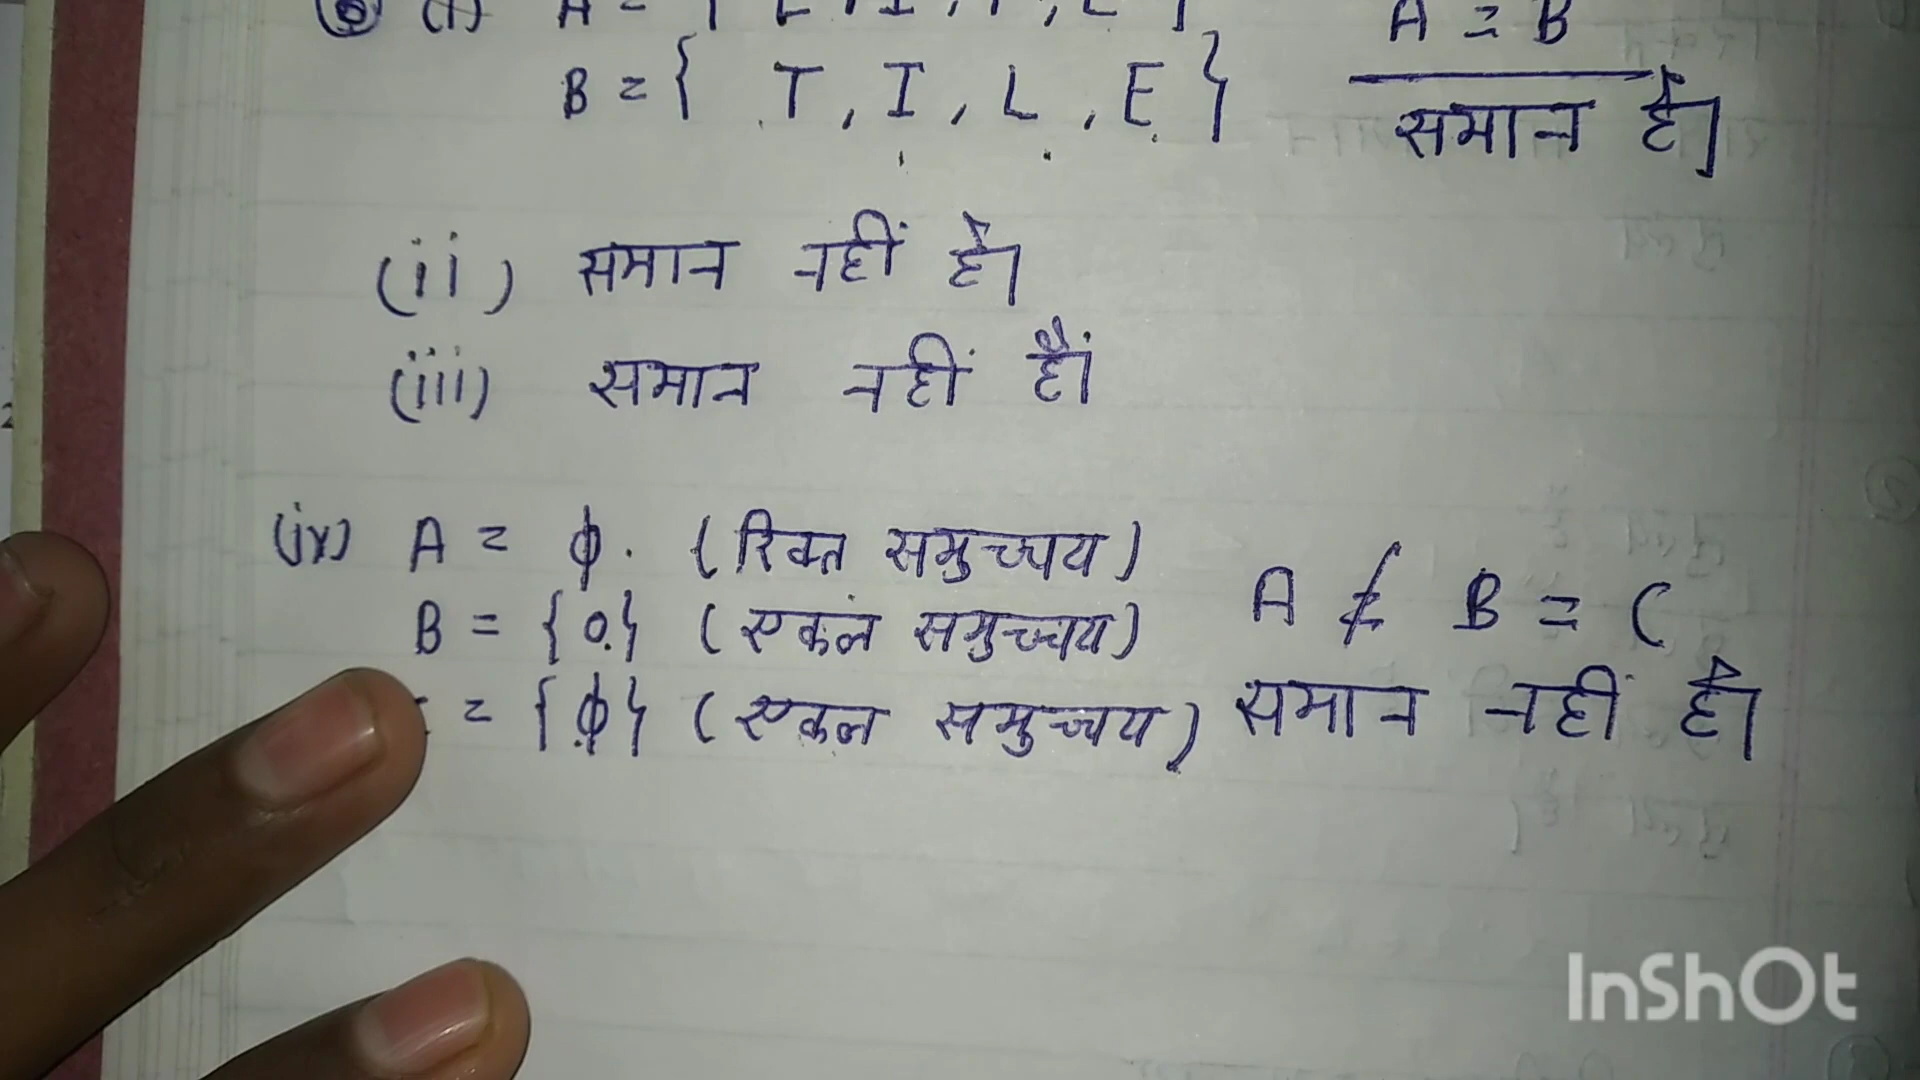 (i) A = { L, I, T, L }   A = B
B = { T, I, L, E }   समान है।
(ii) समान नहीं है।
(iii) समान नहीं हैं
(iv) A = ϕ. (रिक्त समुच्चय)
B = {0} (एकल समुच्चय)   A ≠ B = C
= {ϕ} (एकल समुच्चय)   समान नहीं है।
InShOt